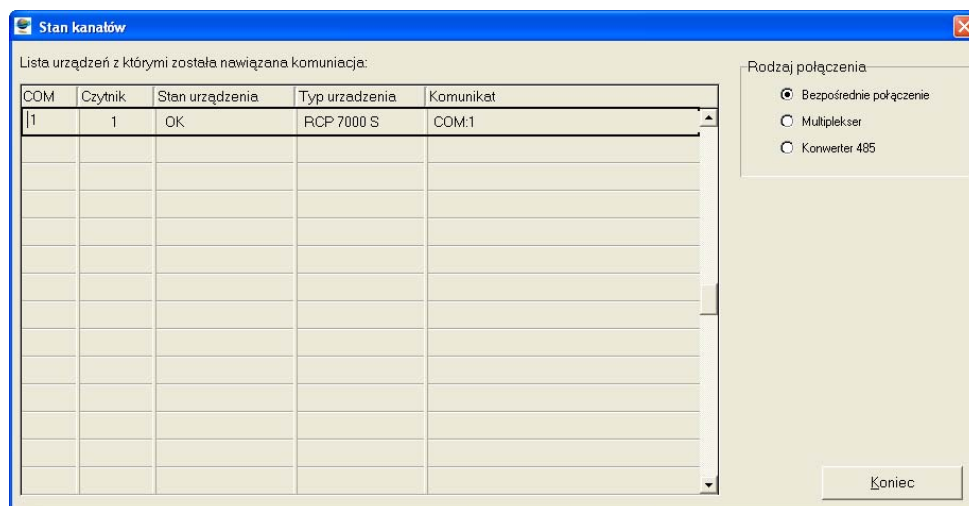 Stan kanałów
Lista urządzeń z którymi została nawiązana komuniacja:
COM Czytnik Stan urządzenia Typ urzadzenia Komunikat
1 1 OK RCP 7000 S COM:1
Rodzaj połączenia
Bezpośrednie połączenie
Multiplekser
Konwerter 485
Koniec